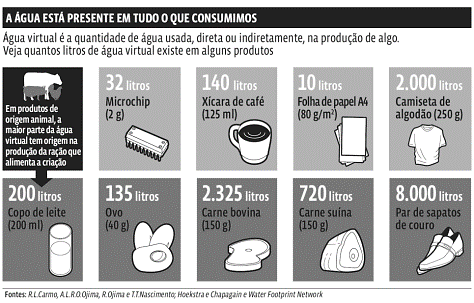 A ÁGUA ESTÁ PRESENTE EM TUDO O QUE CONSUMIMOS
Água virtual é a quantidade de água usada, direta ou indiretamente, na produção de algo.
Veja quantos litros de água virtual existe em alguns produtos
Em produtos de
origem animal, a
maior parte da água
virtual tem origem na
produção da ração que
alimenta a criação
32 litros
Microchip
(2 g)
140 litros
Xícara de café
(125 ml)
10 litros
Folha de papel A4
(80 g/m²)
2.000 litros
Camiseta de
algodão (250 g)
200 litros
Copo de leite
(200 ml)
135 litros
Ovo
(40 g)
2.325 litros
Carne bovina
(150 g)
720 litros
Carne suína
(150 g)
8.000 litros
Par de sapatos
de couro
Fontes: R.L.Carmo, A.L.R.O.Ojima, R.Ojima e T.T.Nascimento; Hoekstra e Chapagain e Water Footprint Network